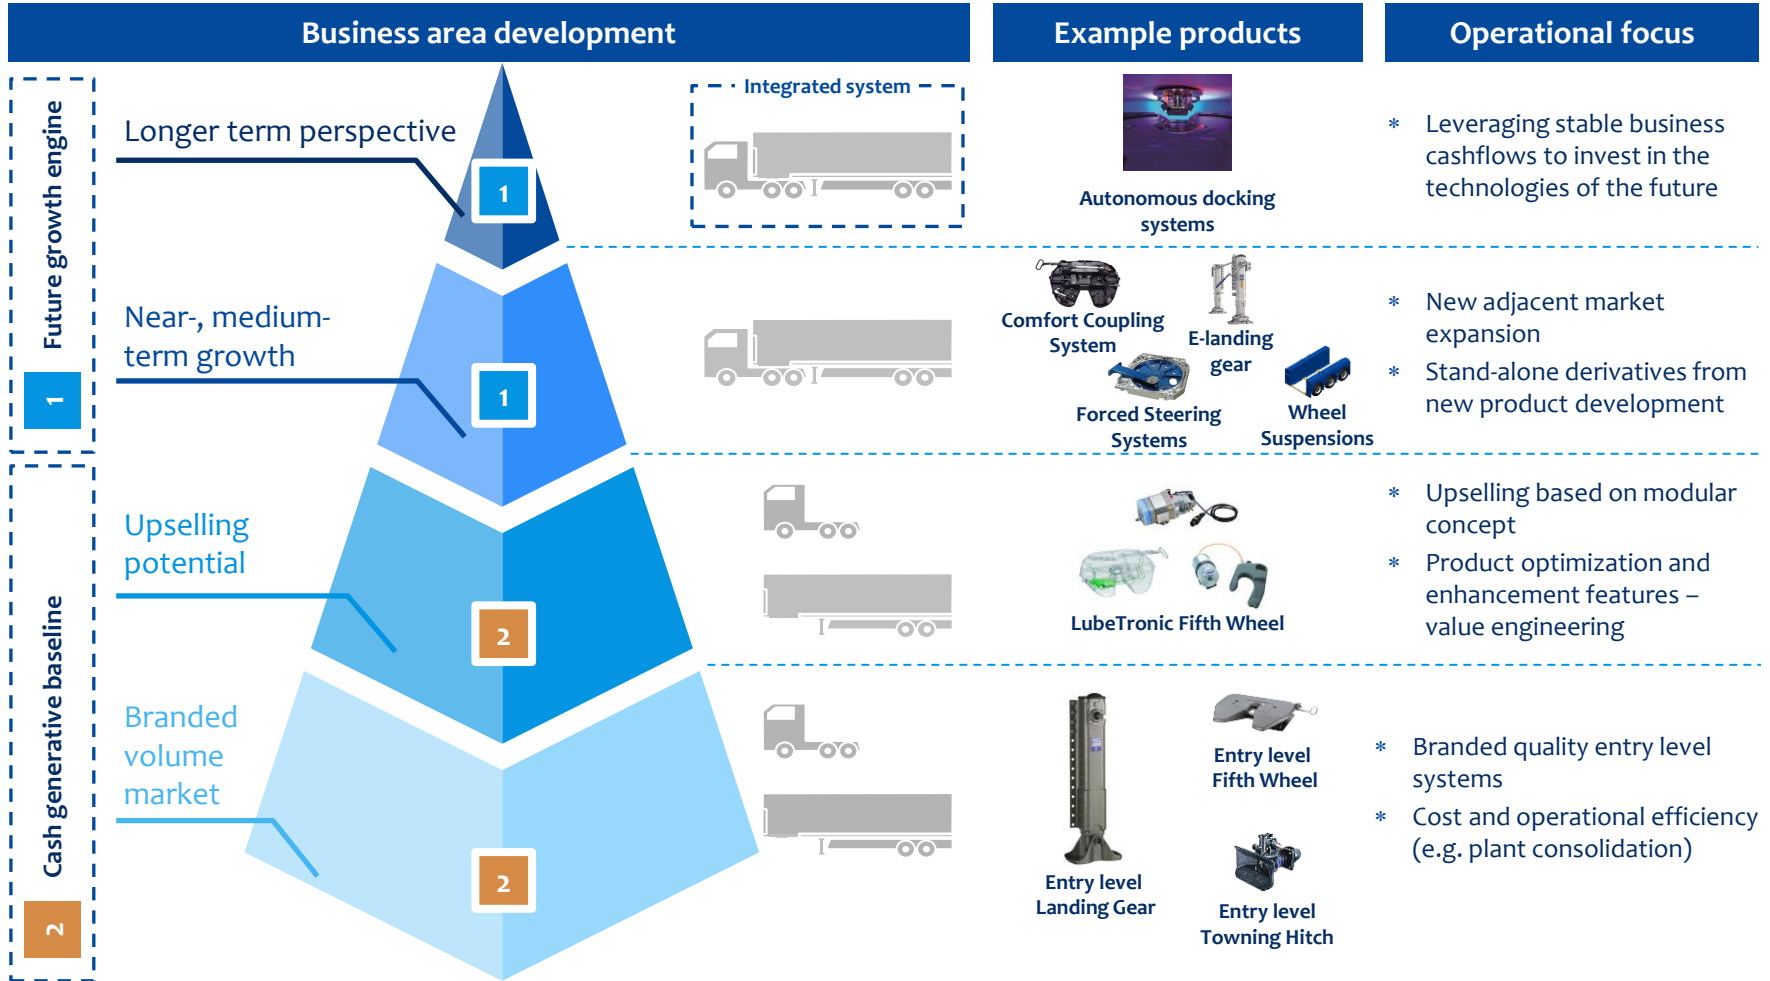 Business area development
Example products
Operational focus
Future growth engine
1
Longer term perspective
1
Integrated system
Autonomous docking
systems
* Leveraging stable business
cashflows to invest in the
technologies of the future
Near-, medium-
term growth
1
Comfort Coupling
System
E-landing
gear
Forced Steering
Systems
Wheel
Suspensions
* New adjacent market
expansion
* Stand-alone derivatives from
new product development
Cash generative baseline
2
Upselling
potential
2
LubeTronic Fifth Wheel
* Upselling based on modular
concept
* Product optimization and
enhancement features –
value engineering
Branded
volume
market
2
Entry level
Landing Gear
Entry level
Fifth Wheel
Entry level
Towning Hitch
* Branded quality entry level
systems
* Cost and operational efficiency
(e.g. plant consolidation)